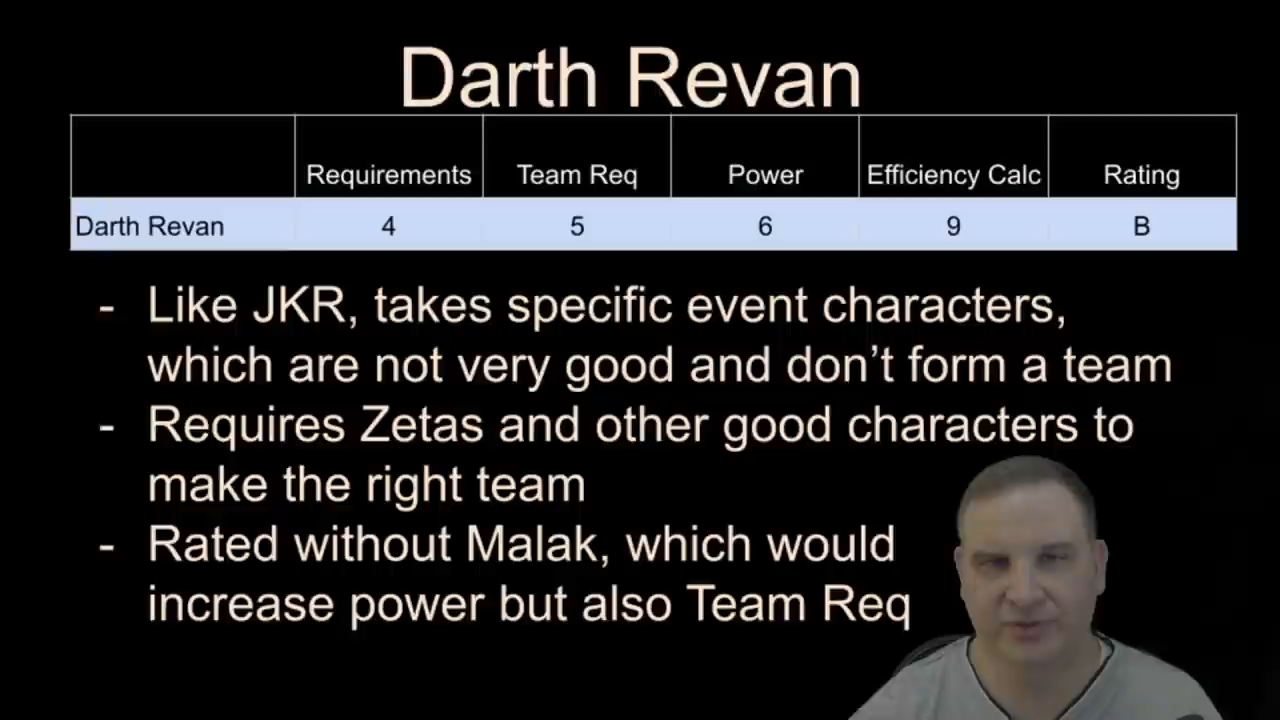 Darth Revan
Requirements Team Req Power Efficiency Calc Rating
Darth Revan 4 5 6 9 B
- Like JKR, takes specific event characters,
which are not very good and don’t form a team
- Requires Zetas and other good characters to
make the right team
- Rated without Malak, which would
increase power but also Team Req